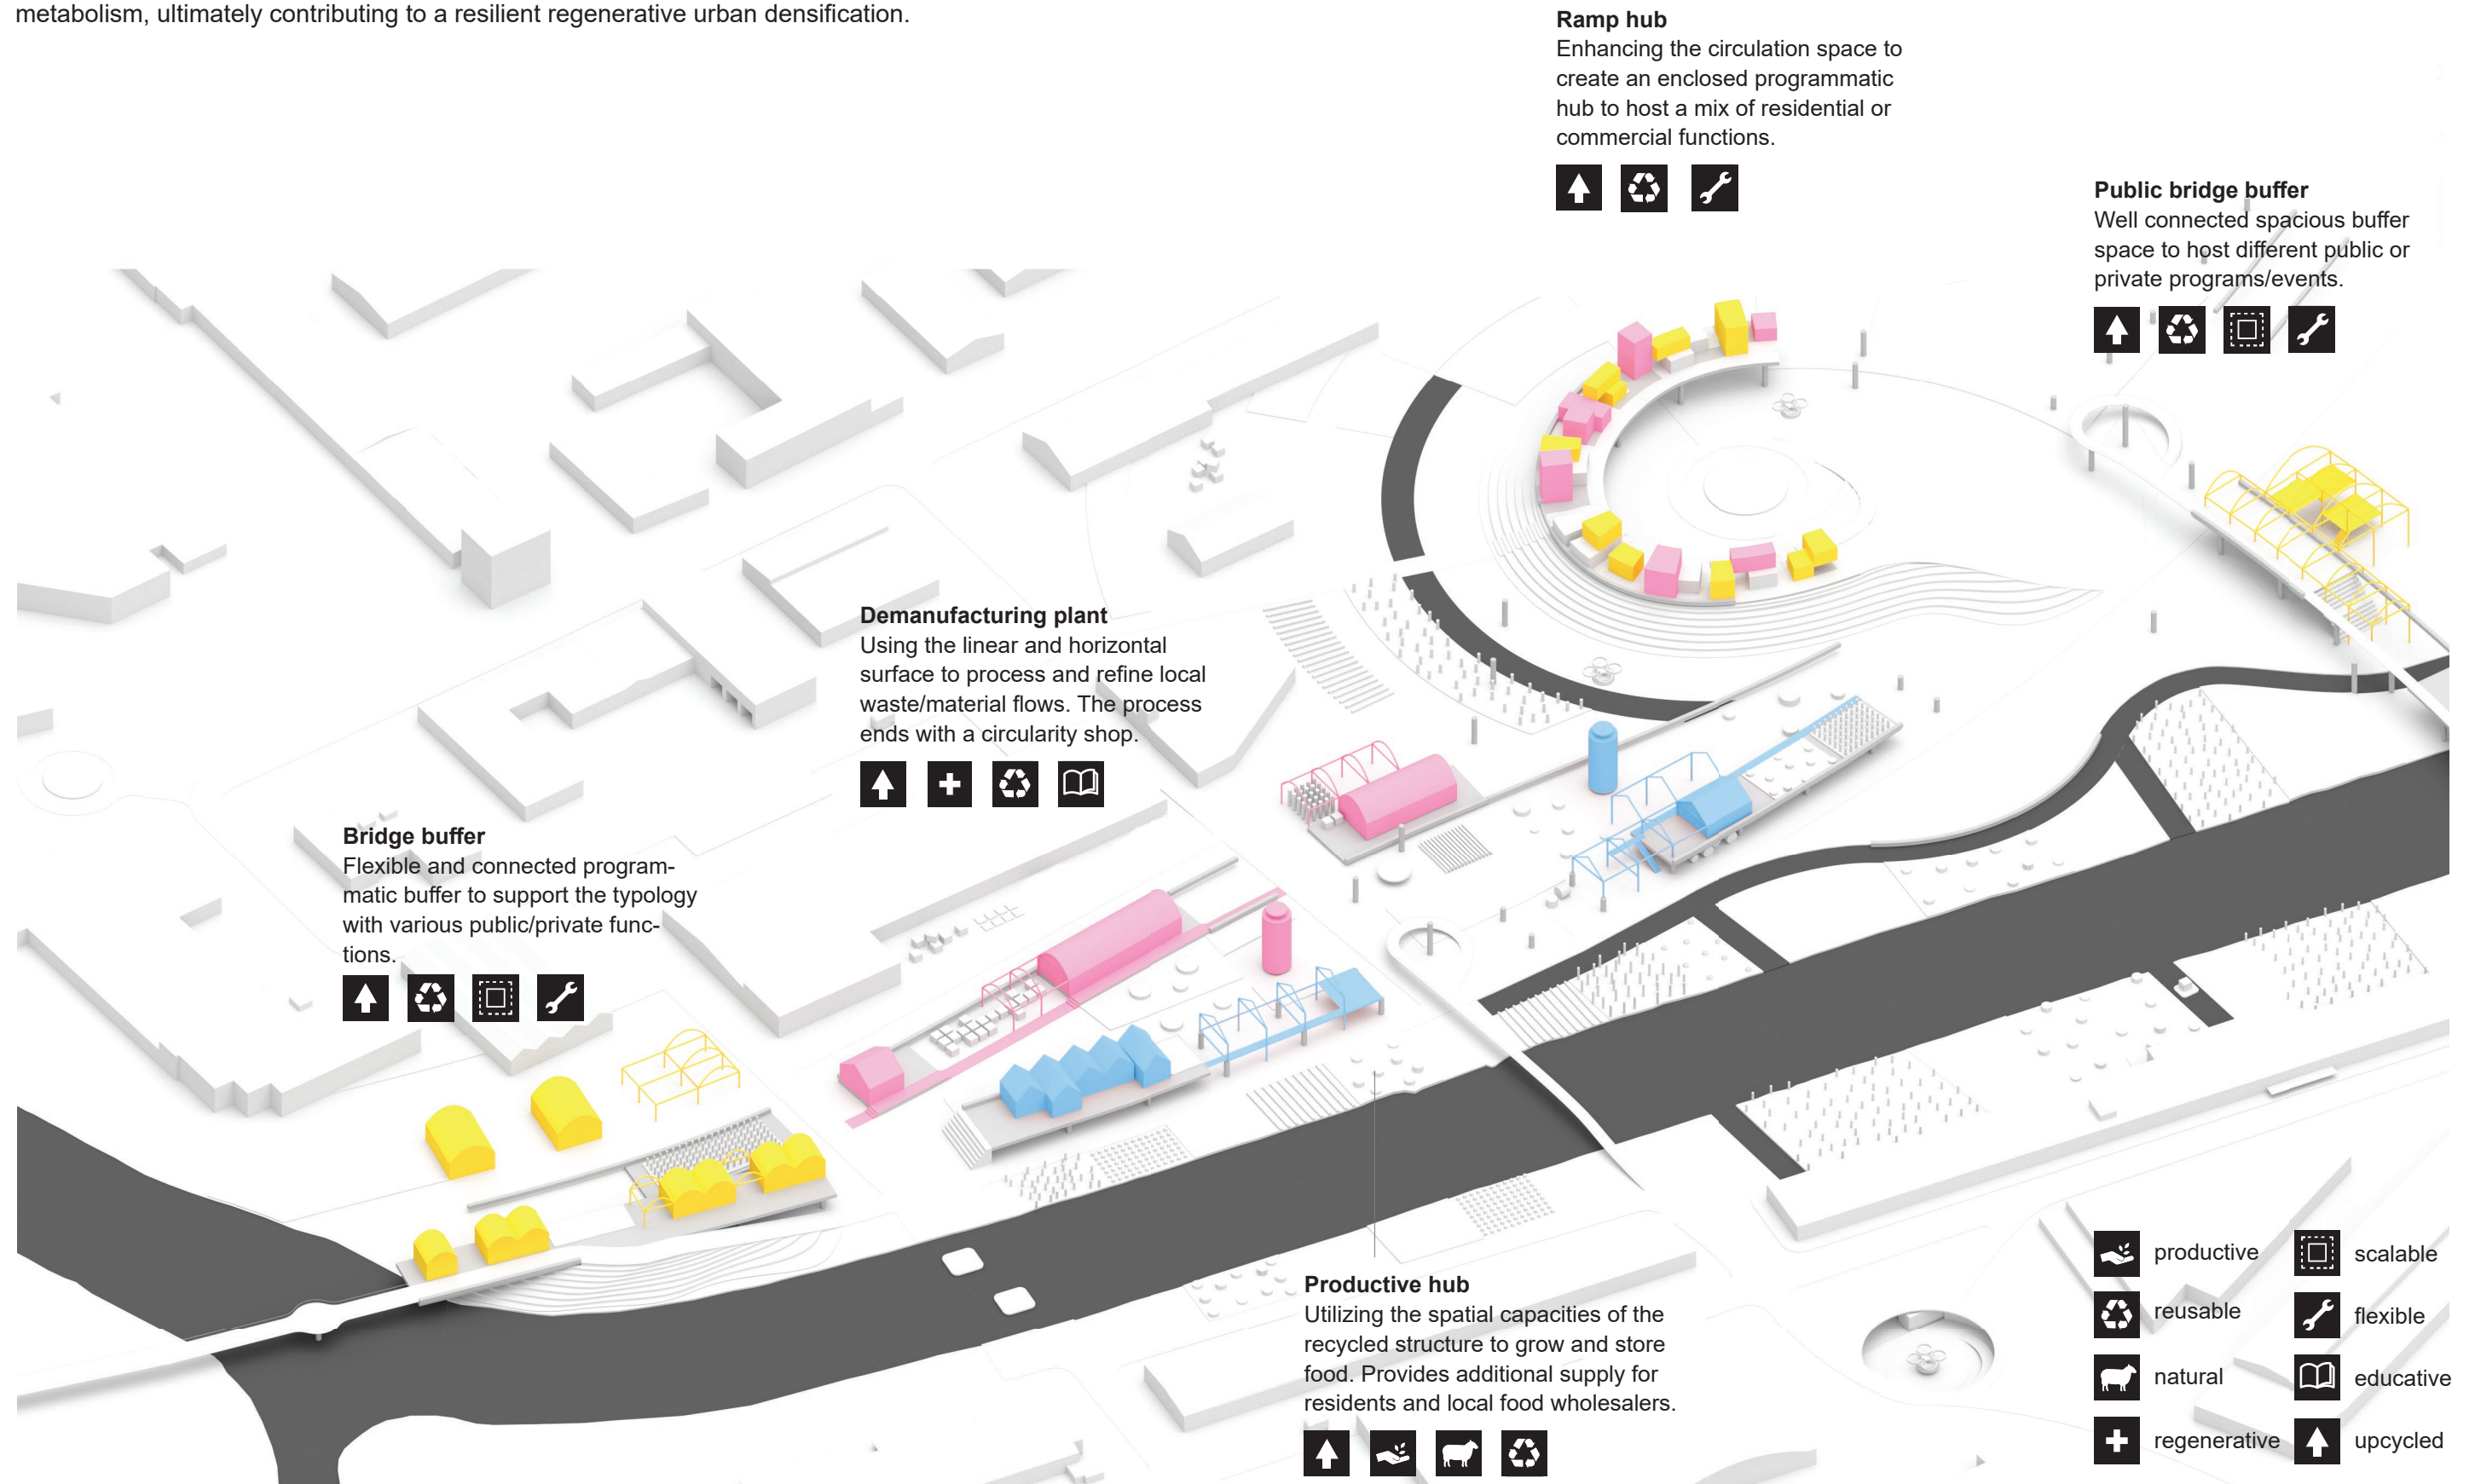 metabolism, ultimately contributing to a resilient regenerative urban densification.
Ramp hub
Enhancing the circulation space to
create an enclosed programmatic
hub to host a mix of residential or
commercial functions.
Public bridge buffer
Well connected spacious buffer
space to host different public or
private programs/events.
Demanufacturing plant
Using the linear and horizontal
surface to process and refine local
waste/material flows. The process
ends with a circularity shop.
Bridge buffer
Flexible and connected program-
matic buffer to support the typology
with various public/private func-
tions.
Productive hub
Utilizing the spatial capacities of the
recycled structure to grow and store
food. Provides additional supply for
residents and local food wholesalers.
productive
scalable
reusable
flexible
natural
educative
regenerative
upcycled